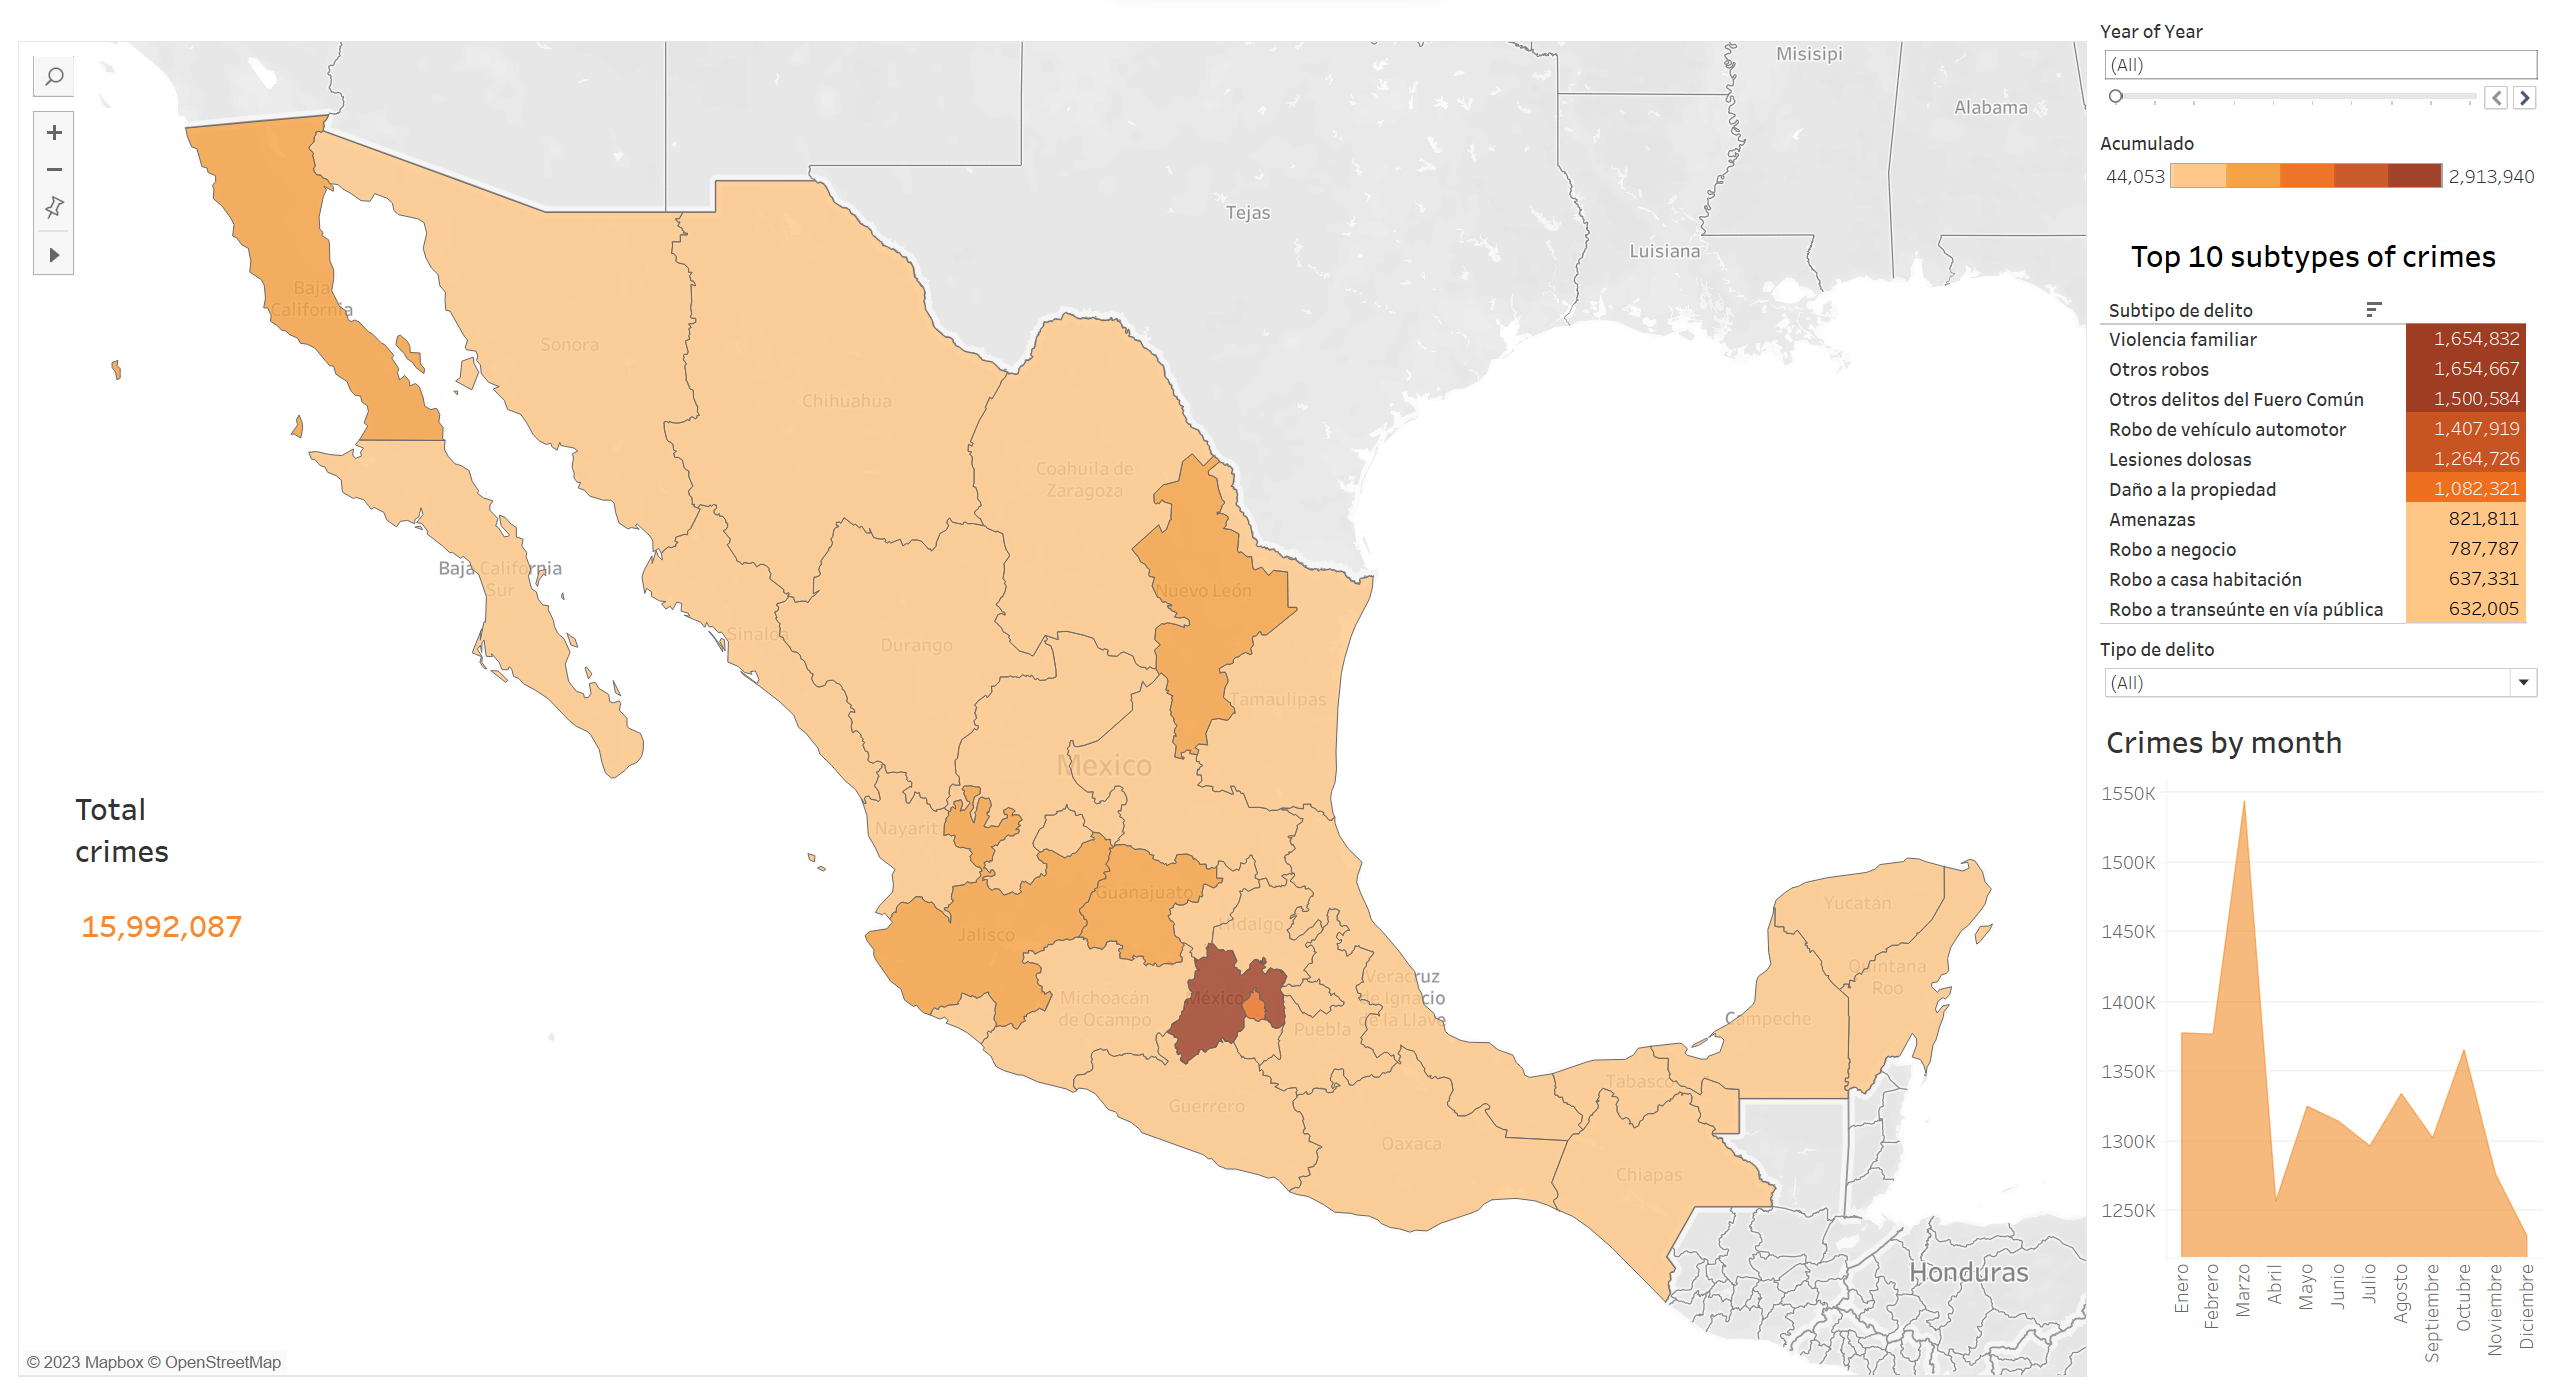 Year of Year
(All)
Acumulado
44,053 2,913,940
Top 10 subtypes of crimes
Subtipo de delito
Violencia familiar 1,654,832
Otros robos 1,654,667
Otros delitos del Fuero Común 1,500,584
Robo de vehículo automotor 1,407,919
Lesiones dolosas 1,264,726
Daño a la propiedad 1,082,321
Amenazas 821,811
Robo a negocio 787,787
Robo a casa habitación 637,331
Robo a transeúnte en vía pública 632,005
Tipo de delito
(All)
Crimes by month
1550K
1500K
1450K
1400K
1350K
1300K
1250K
Enero
Febrero
Marzo
Abril
Mayo
Junio
Julio
Agosto
Septiembre
Octubre
Noviembre
Diciembre
Misisipi
Alabama
Tejas
Luisiana
Baja
California
Sonora
Chihuahua
Coahuila de
Zaragoza
Baja California
Sur
Nuevo León
Sinaloa
Durango
Tamaulipas
Mexico
Nayarit
Guanajuato
Jalisco
Hidalgo
Yucatán
Quintana
Roo
Michoacán
de Ocampo
México
Veracruz
de Ignacio
de la Llave
Puebla
Campeche
Tabasco
Guerrero
Oaxaca
Chiapas
Honduras
Total
crimes
15,992,087
© 2023 Mapbox © OpenStreetMap